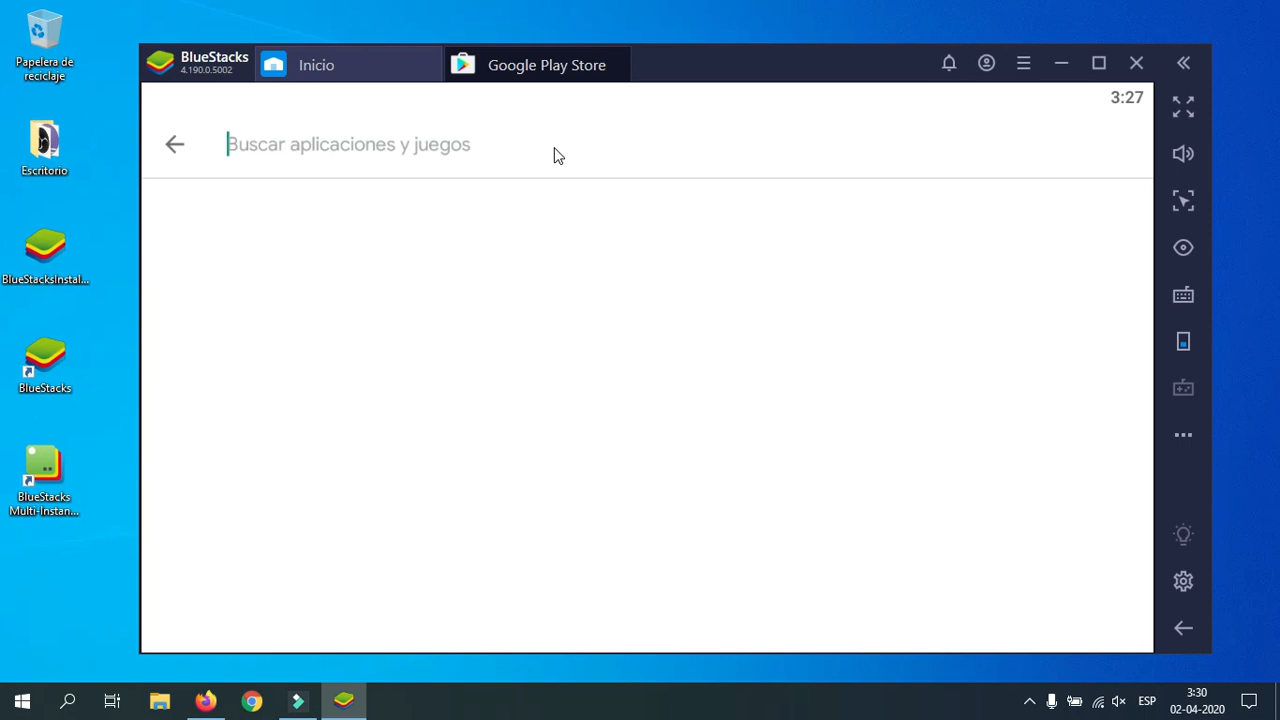 Papelera de
reciclaje
Escritorio
BlueStacksInstal...
BlueStacks
BlueStacks
Multi-Instan...
BlueStacks
4.190.0.5002
Inicio
Google Play Store
3:27
Buscar aplicaciones y juegos
ESP
3:30
02-04-2020